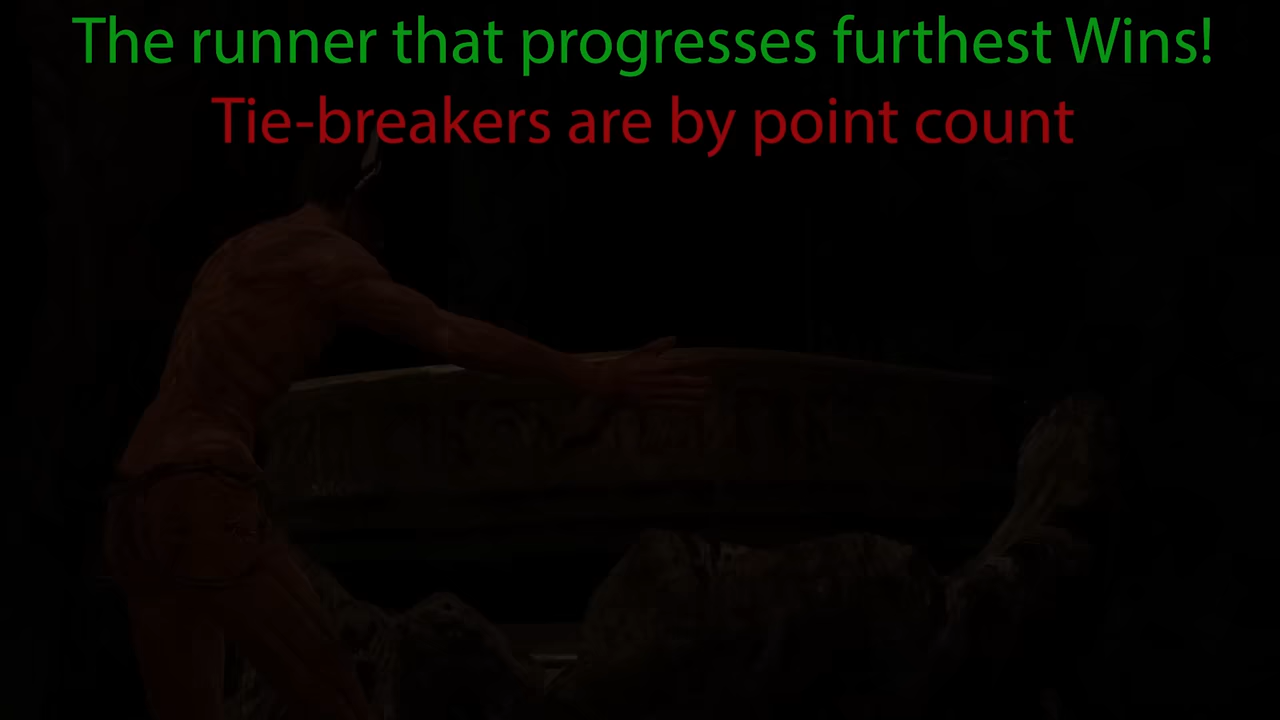 The runner that progresses furthest Wins!
Tie-breakers are by point count